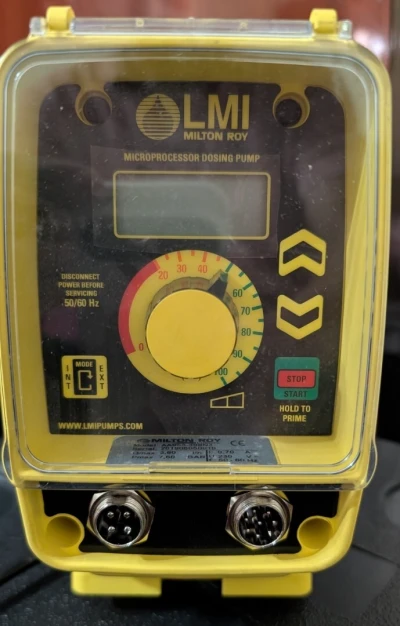 LMI
MILTON ROY
MICROPROCESSOR DOSING PUMP
DISCONNECT
POWER BEFORE
SERVICING
50/60 Hz
0
20
30
40
60
70
80
90
100
MODE
INT
EXT
STOP
START
HOLD TO
PRIME
WWW.LMIPUMPS.COM
MILTON ROY